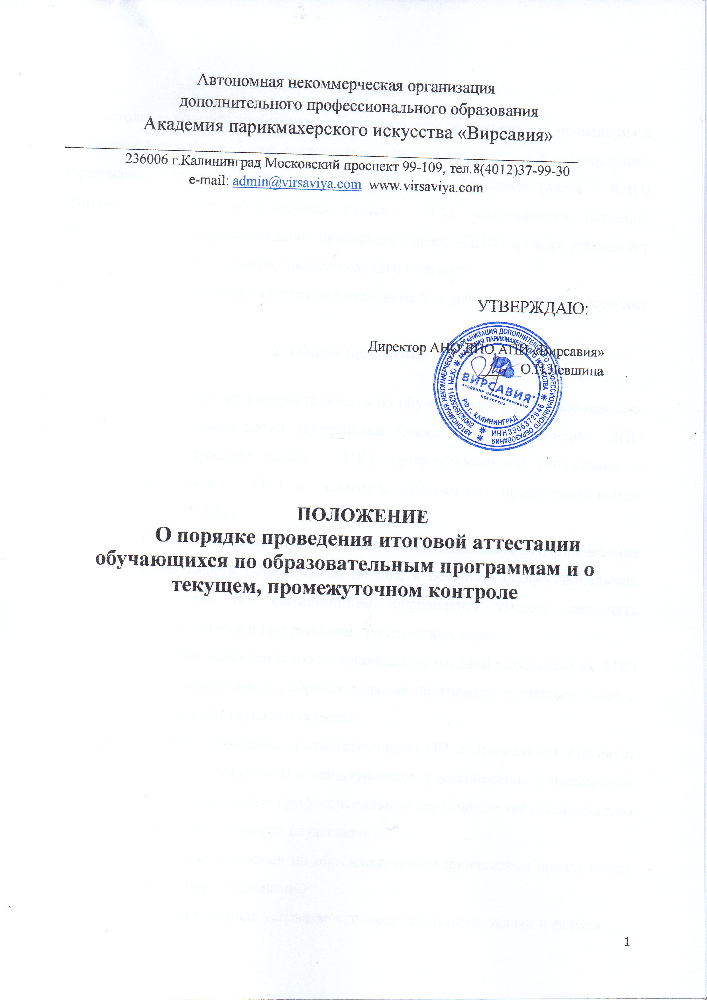 Автономная некоммерческая организация
дополнительного профессионального образования
Академия парикмахерского искусства «Вирсавия»
236006 г.Калининград Московский проспект 99-109, тел.8(4012)37-99-30
e-mail: admin@virsaviya.com www.virsaviya.com
УТВЕРЖДАЮ:
Директор АНО ДПО АПИ «Вирсавия»
О.Н.Левшина
АВТОНОМНАЯ НЕКОММЕРЧЕСКАЯ ОРГАНИЗАЦИЯ ДОПОЛНИТЕЛЬНОГО ПРОФЕССИОНАЛЬНОГО ОБРАЗОВАНИЯ
ОГРН 1183926025062 * АКАДЕМИЯ ПАРИКМАХЕРСКОГО ИСКУССТВА * ИНН3906372846 *
ВИРСАВИЯ
АКАДЕМИЯ ПАРИКМАХЕРСКОГО
ИСКУССТВА
РФ г. КАЛИНИНГРАД
ПОЛОЖЕНИЕ
О порядке проведения итоговой аттестации
обучающихся по образовательным программам и о
текущем, промежуточном контроле
1